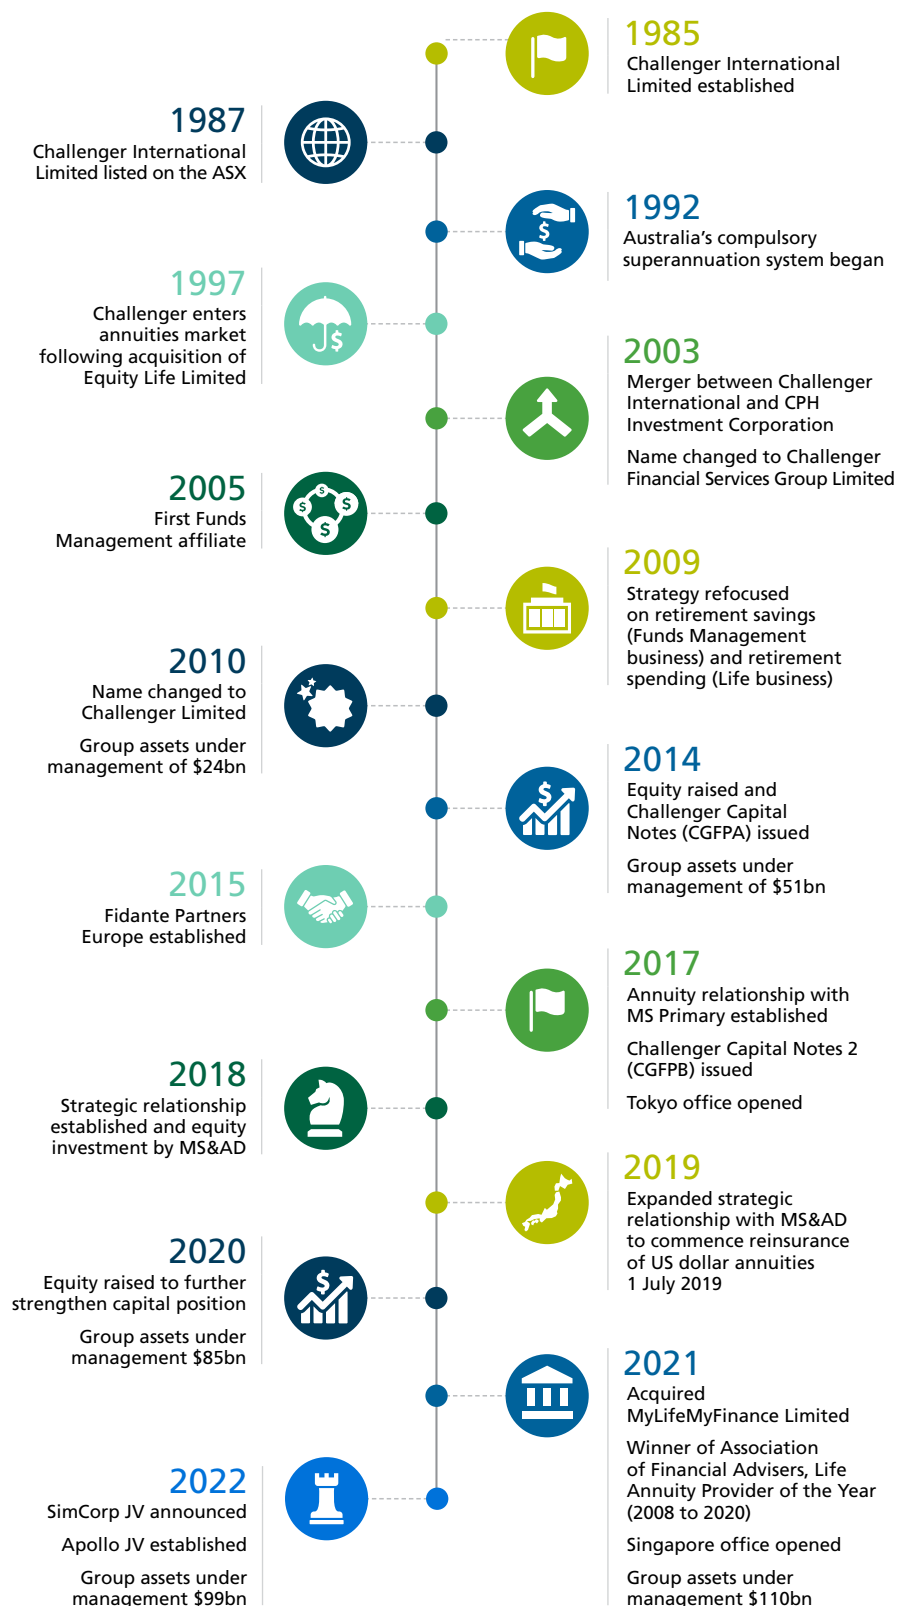 1985
Challenger International
Limited established
1987
Challenger International
Limited listed on the ASX
1992
Australia’s compulsory
superannuation system began
1997
Challenger enters
annuities market
following acquisition of
Equity Life Limited
2003
Merger between Challenger
International and CPH
Investment Corporation
Name changed to Challenger
Financial Services Group Limited
2005
First Funds
Management affiliate
2009
Strategy refocused
on retirement savings
(Funds Management
business) and retirement
spending (Life business)
2010
Name changed to
Challenger Limited
Group assets under
management of $24bn
2014
Equity raised and
Challenger Capital
Notes (CGFPA) issued
Group assets under
management of $51bn
2015
Fidante Partners
Europe established
2017
Annuity relationship with
MS Primary established
Challenger Capital Notes 2
(CGFPB) issued
Tokyo office opened
2018
Strategic relationship
established and equity
investment by MS&AD
2019
Expanded strategic
relationship with MS&AD
to commence reinsurance
of US dollar annuities
1 July 2019
2020
Equity raised to further
strengthen capital position
Group assets under
management $85bn
2021
Acquired
MyLifeMyFinance Limited
Winner of Association
of Financial Advisers, Life
Annuity Provider of the Year
(2008 to 2020)
Singapore office opened
Group assets under
management $110bn
2022
SimCorp JV announced
Apollo JV established
Group assets under
management $99bn